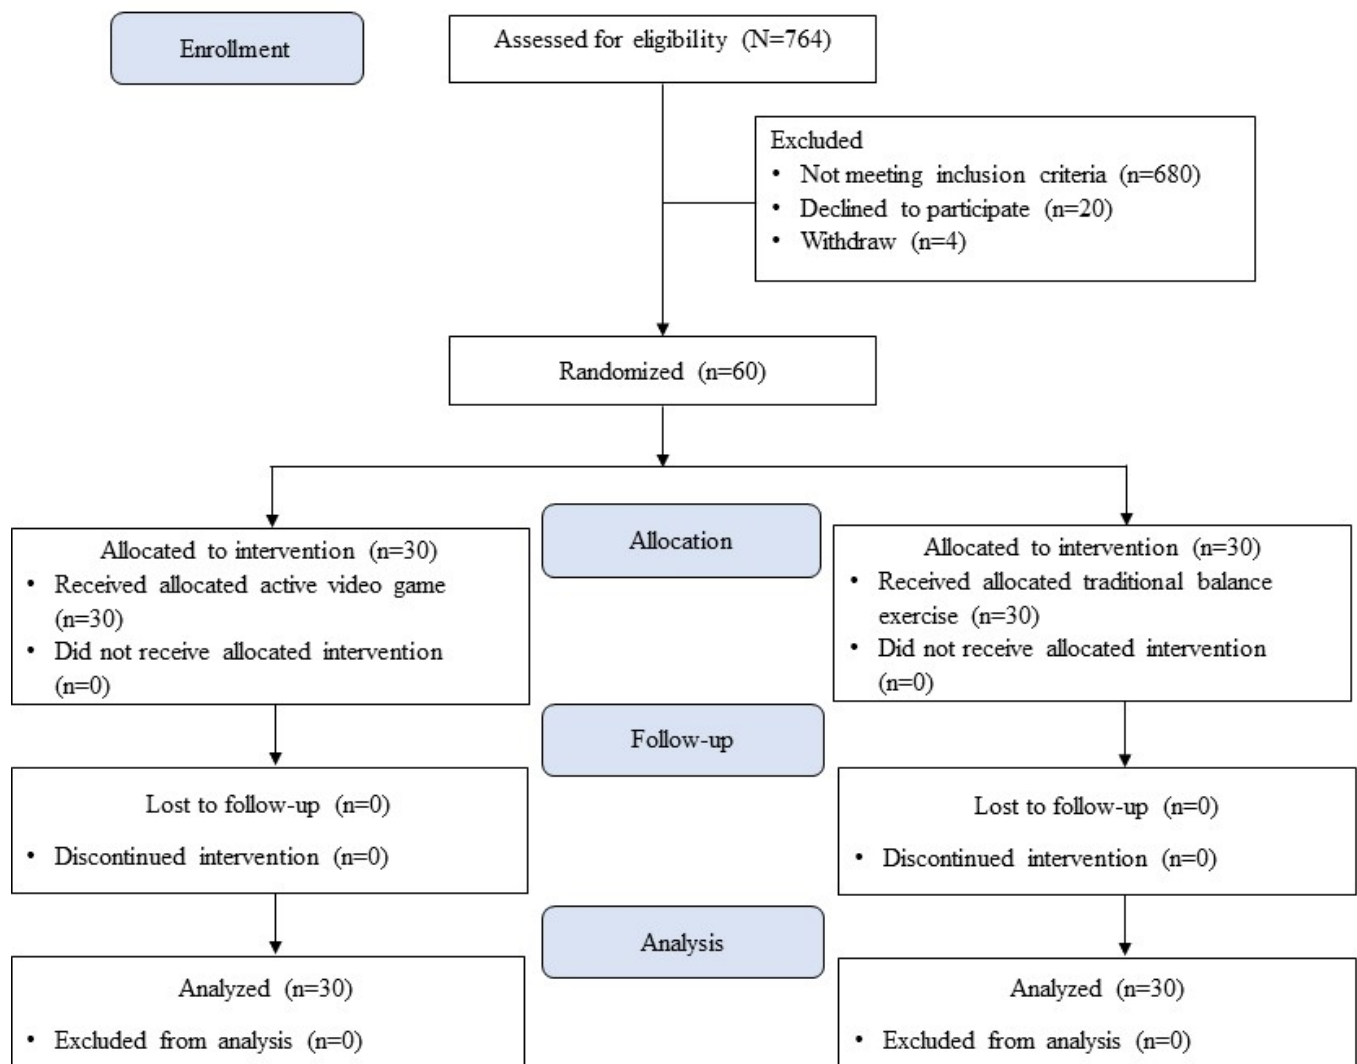 Enrollment
Assessed for eligibility (N=764)
Excluded
• Not meeting inclusion criteria (n=680)
• Declined to participate (n=20)
• Withdraw (n=4)
Randomized (n=60)
Allocation
Allocated to intervention (n=30)
• Received allocated active video game
(n=30)
• Did not receive allocated intervention
(n=0)
Allocated to intervention (n=30)
• Received allocated traditional balance
exercise (n=30)
• Did not receive allocated intervention
(n=0)
Follow-up
Lost to follow-up (n=0)
• Discontinued intervention (n=0)
Lost to follow-up (n=0)
• Discontinued intervention (n=0)
Analysis
Analyzed (n=30)
• Excluded from analysis (n=0)
Analyzed (n=30)
• Excluded from analysis (n=0)